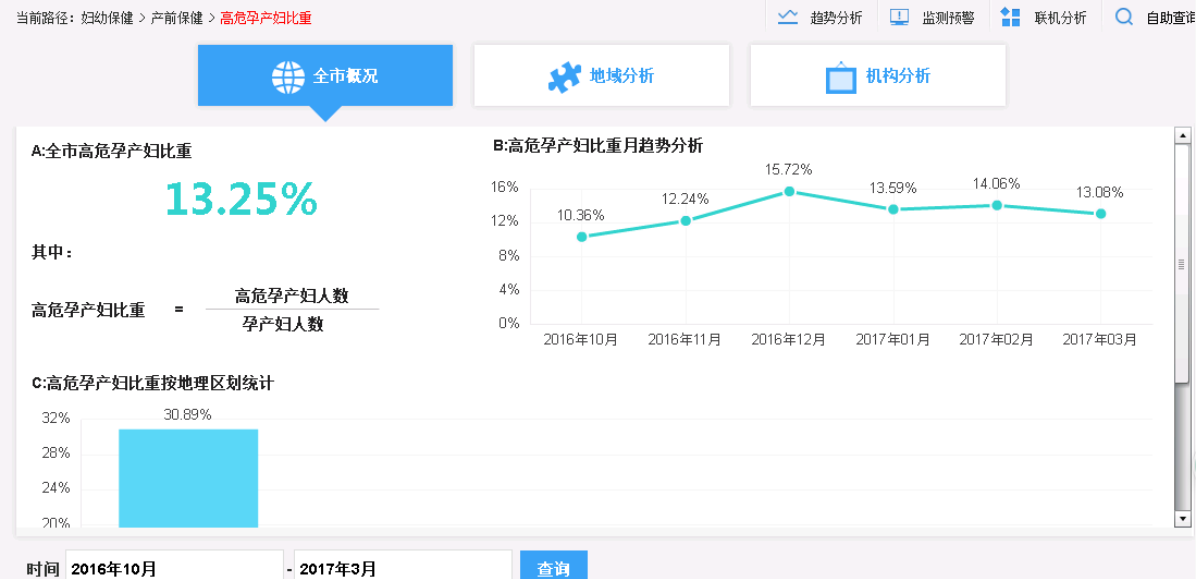 当前路径：妇幼保健 > 产前保健 > 高危孕产妇比重
趋势分析 监测预警 联机分析 自助查询
全市概况 地域分析 机构分析
A:全市高危孕产妇比重
13.25%
其中：
高危孕产妇比重 = 高危孕产妇人数
孕产妇人数
B:高危孕产妇比重月趋势分析
16%
12%
8%
4%
0%
10.36% 12.24% 15.72% 13.59% 14.06% 13.08%
2016年10月 2016年11月 2016年12月 2017年01月 2017年02月 2017年03月
C:高危孕产妇比重按地理区划统计
32%
28%
24%
20%
30.89%
时间 2016年10月 - 2017年3月 查询